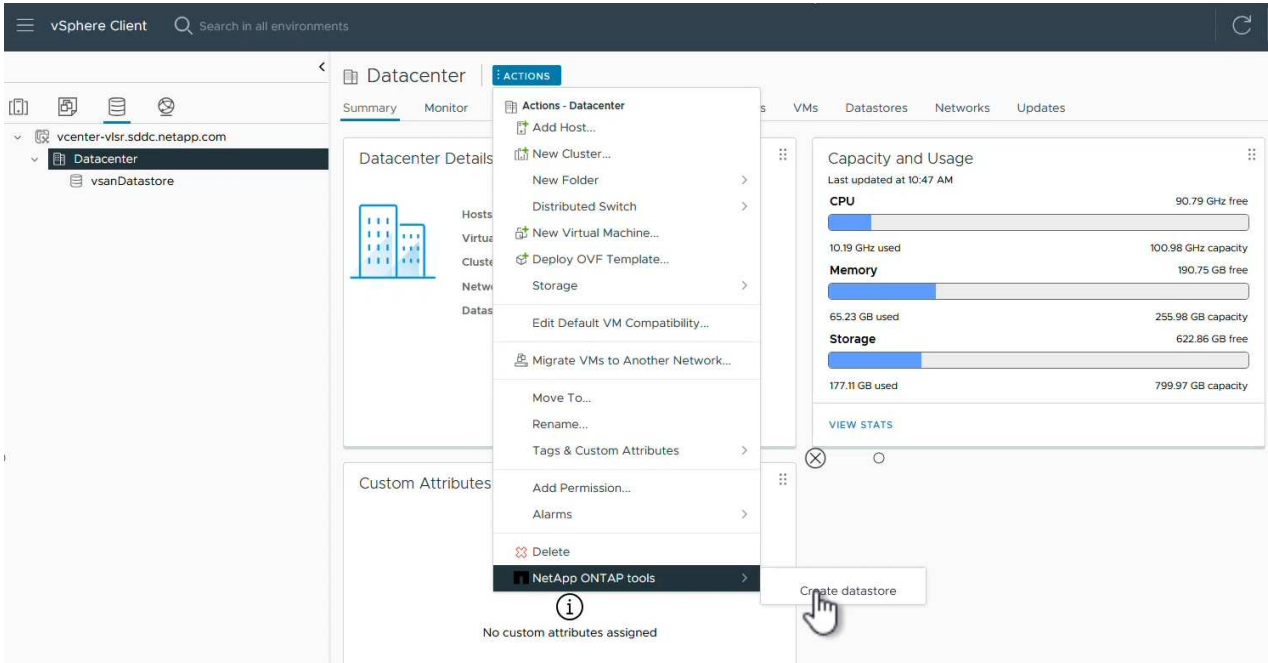 vSphere Client
Search in all environments
vcenter-vlsr.sddc.netapp.com
Datacenter
vsanDatastore
Datacenter
ACTIONS
Summary
Monitor
s
VMs
Datastores
Networks
Updates
Actions - Datacenter
Add Host...
New Cluster...
New Folder
Distributed Switch
New Virtual Machine...
Deploy OVF Template...
Storage
Edit Default VM Compatibility...
Migrate VMs to Another Network...
Move To...
Rename...
Tags & Custom Attributes
Add Permission...
Alarms
Delete
NetApp ONTAP tools
Create datastore
Datacenter Details
Hosts
Virtua
Cluste
Netwo
Datas
Capacity and Usage
Last updated at 10:47 AM
CPU
90.79 GHz free
10.19 GHz used
100.98 GHz capacity
Memory
190.75 GB free
65.23 GB used
255.98 GB capacity
Storage
622.86 GB free
177.11 GB used
799.97 GB capacity
VIEW STATS
Custom Attributes
No custom attributes assigned